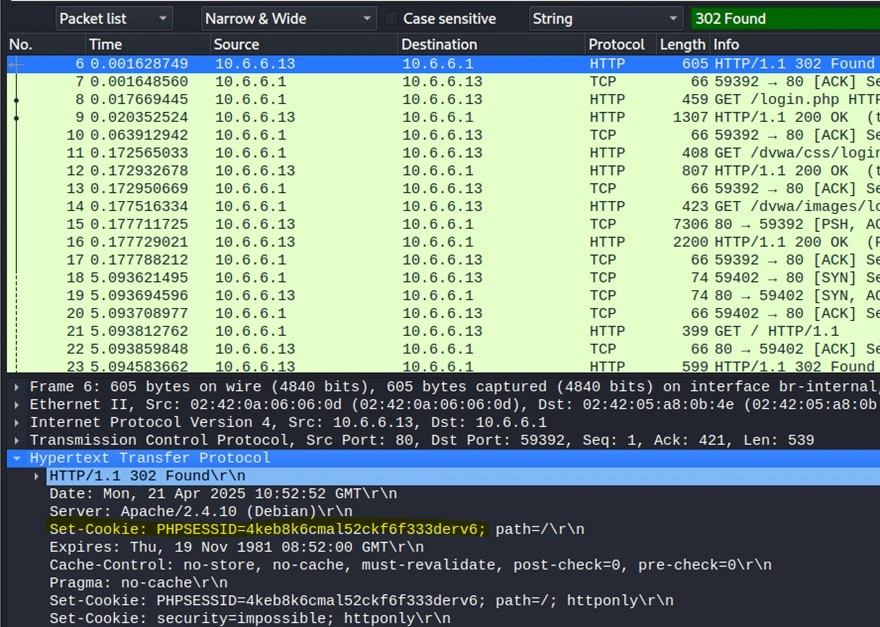 Packet list Narrow & Wide Case sensitive String 302 Found
No. Time Source Destination Protocol Length Info
6 0.001628749 10.6.6.13 10.6.6.1 HTTP 605 HTTP/1.1 302 Found
7 0.001648560 10.6.6.1 10.6.6.13 TCP 66 59392 → 80 [ACK] Se
8 0.017669445 10.6.6.1 10.6.6.13 HTTP 459 GET /login.php HTTP
9 0.020352524 10.6.6.13 10.6.6.1 HTTP 1307 HTTP/1.1 200 OK (t
10 0.063912942 10.6.6.1 10.6.6.13 TCP 66 59392 → 80 [ACK] Se
11 0.172565033 10.6.6.1 10.6.6.13 HTTP 408 GET /dvwa/css/login
12 0.172932678 10.6.6.13 10.6.6.1 HTTP 807 HTTP/1.1 200 OK (t
13 0.172950669 10.6.6.1 10.6.6.13 TCP 66 59392 → 80 [ACK] Se
14 0.177516334 10.6.6.1 10.6.6.13 HTTP 423 GET /dvwa/images/lo
15 0.177711725 10.6.6.13 10.6.6.1 TCP 7306 80 → 59392 [PSH, AC
16 0.177729021 10.6.6.13 10.6.6.1 HTTP 2200 HTTP/1.1 200 OK (P
17 0.177788212 10.6.6.1 10.6.6.13 TCP 66 59392 → 80 [ACK] Se
18 5.093621495 10.6.6.1 10.6.6.13 TCP 74 59402 → 80 [SYN] Se
19 5.093694596 10.6.6.13 10.6.6.1 TCP 74 80 → 59402 [SYN, AC
20 5.093708977 10.6.6.1 10.6.6.13 TCP 66 59402 → 80 [ACK] Se
21 5.093812762 10.6.6.1 10.6.6.13 HTTP 399 GET / HTTP/1.1
22 5.093859848 10.6.6.13 10.6.6.1 TCP 66 80 → 59402 [ACK] Se
23 5.094583662 10.6.6.13 10.6.6.1 HTTP 599 HTTP/1.1 302 Found
Frame 6: 605 bytes on wire (4840 bits), 605 bytes captured (4840 bits) on interface br-internal,
Ethernet II, Src: 02:42:0a:06:06:0d (02:42:0a:06:06:0d), Dst: 02:42:05:a8:0b:4e (02:42:05:a8:0b
Internet Protocol Version 4, Src: 10.6.6.13, Dst: 10.6.6.1
Transmission Control Protocol, Src Port: 80, Dst Port: 59392, Seq: 1, Ack: 421, Len: 539
Hypertext Transfer Protocol
HTTP/1.1 302 Found\r\n
Date: Mon, 21 Apr 2025 10:52:52 GMT\r\n
Server: Apache/2.4.10 (Debian)\r\n
Set-Cookie: PHPSESSID=4keb8k6cmal52ckf6f333derv6; path=/\r\n
Expires: Thu, 19 Nov 1981 08:52:00 GMT\r\n
Cache-Control: no-store, no-cache, must-revalidate, post-check=0, pre-check=0\r\n
Pragma: no-cache\r\n
Set-Cookie: PHPSESSID=4keb8k6cmal52ckf6f333derv6; path=/; httponly\r\n
Set-Cookie: security=impossible; httponly\r\n